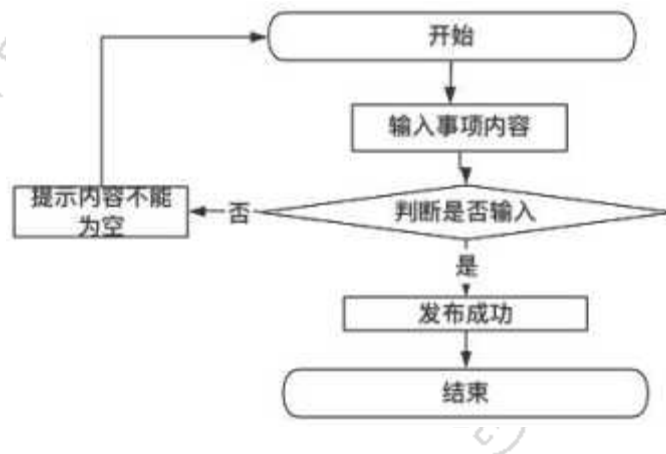 开始
输入事项内容
提示内容不能
为空
否
判断是否输入
是
发布成功
结束